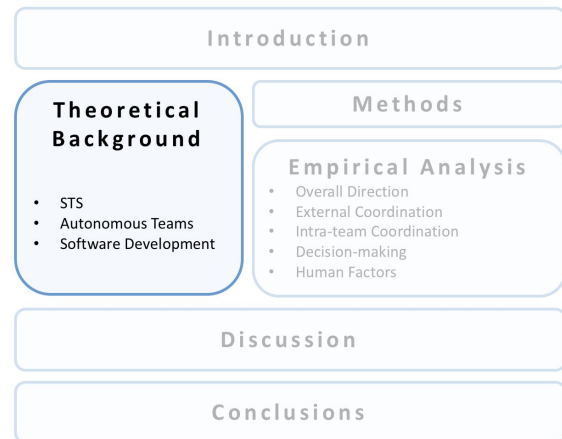 Introduction
Theoretical
Background
• STS
• Autonomous Teams
• Software Development
Methods
Empirical Analysis
• Overall Direction
• External Coordination
• Intra-team Coordination
• Decision-making
• Human Factors
Discussion
Conclusions